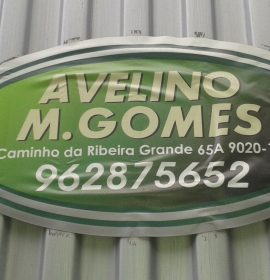 AVELINO
M.GOMES
Caminho da Ribeira Grande 65A 9020-1
962875652